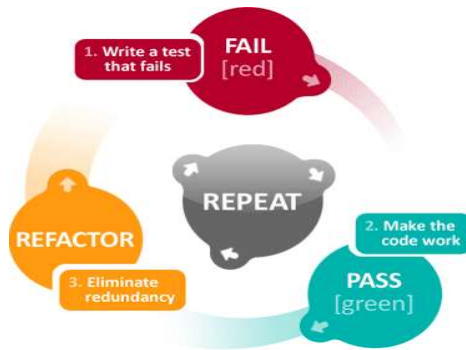 FAIL
[red]
1. Write a test
that fails
REPEAT
2. Make the
code work
PASS
[green]
REFACTOR
3. Eliminate
redundancy